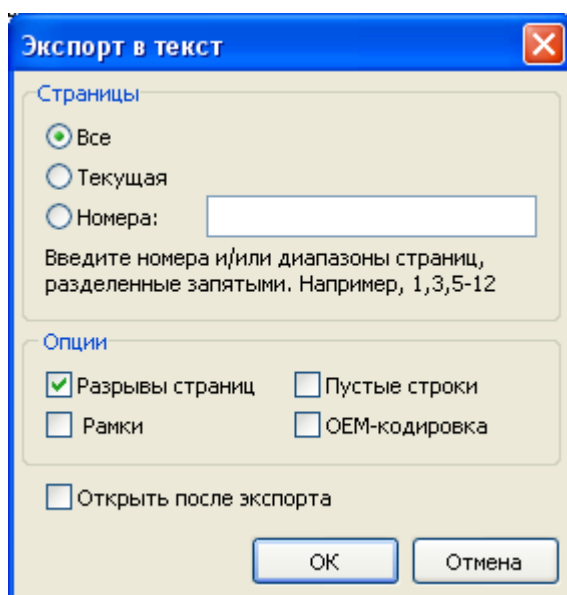 Экспорт в текст
Страницы
Все
Текущая
Номера:
Введите номера и/или диапазоны страниц,
разделенные запятыми. Например, 1,3,5-12
Опции
Разрывы страниц Пустые строки
Рамки OEM-кодировка
Открыть после экспорта
ОК Отмена